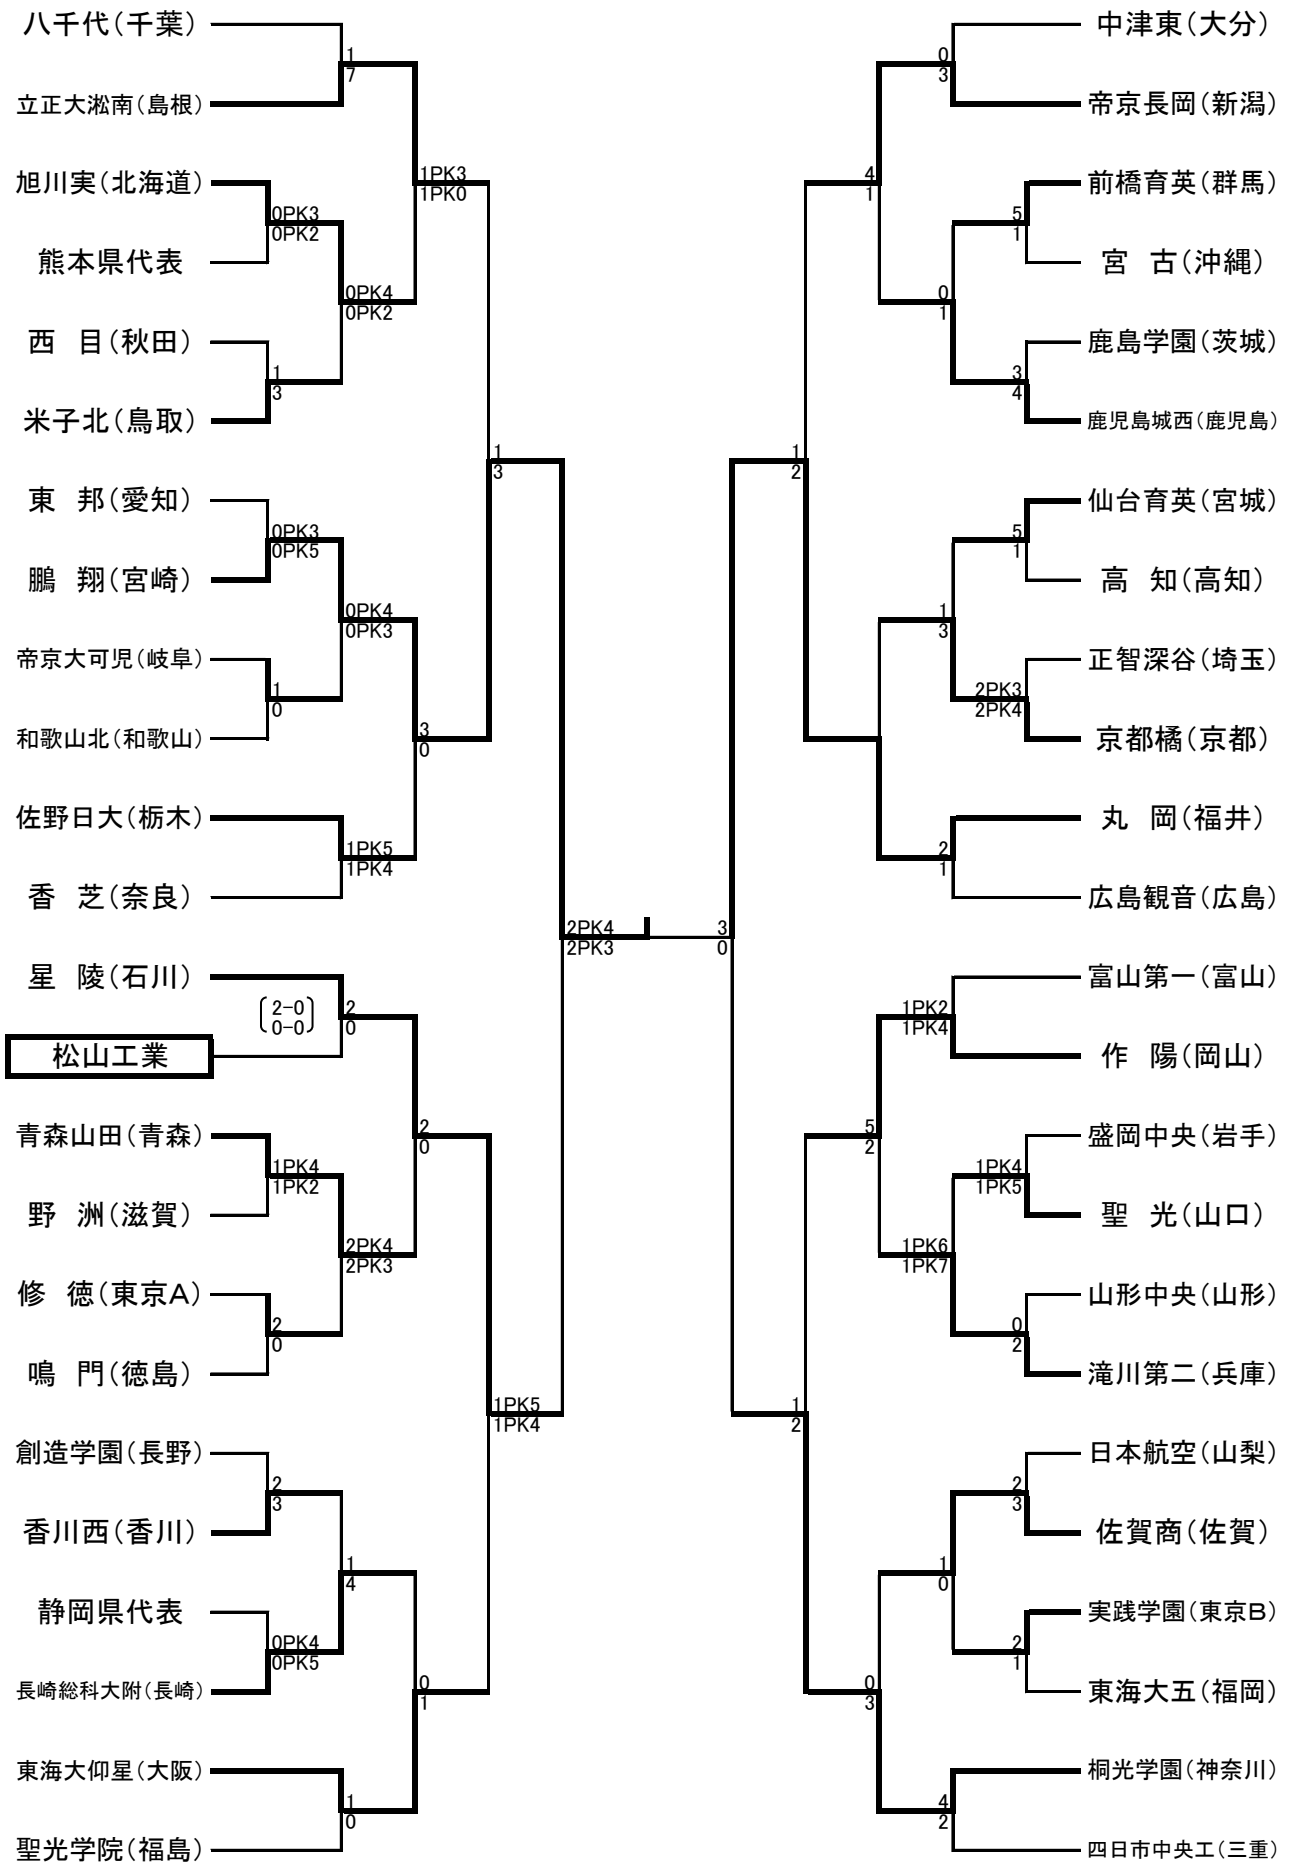 八千代(千葉)
1
7
立正大淞南(島根)
1PK3
1PK0
旭川実(北海道)
0PK3
0PK2
熊本県代表
0PK4
0PK2
西 目(秋田)
1
3
米子北(鳥取)
1
3
東 邦(愛知)
0PK3
0PK5
鵬 翔(宮崎)
0PK4
0PK3
帝京大可児(岐阜)
1
0
和歌山北(和歌山)
3
0
佐野日大(栃木)
1PK5
1PK4
香 芝(奈良)
2PK4
2PK3
星 陵(石川)
2-0
0-0
2
0
松山工業
青森山田(青森)
2
0
1PK4
1PK2
野 洲(滋賀)
2PK4
2PK3
修 徳(東京A)
2
0
鳴 門(徳島)
1PK5
1PK4
創造学園(長野)
2
3
香川西(香川)
1
4
静岡県代表
0PK4
0PK5
長崎総科大附(長崎)
0
1
東海大仰星(大阪)
1
0
聖光学院(福島)
中津東(大分)
0
3
帝京長岡(新潟)
4
1
前橋育英(群馬)
5
1
宮 古(沖縄)
0
1
鹿島学園(茨城)
3
4
鹿児島城西(鹿児島)
1
2
仙台育英(宮城)
5
1
高 知(高知)
1
3
正智深谷(埼玉)
2PK3
2PK4
京都橘(京都)
丸 岡(福井)
2
1
広島観音(広島)
3
0
富山第一(富山)
1PK2
1PK4
作 陽(岡山)
5
2
盛岡中央(岩手)
1PK4
1PK5
聖 光(山口)
1PK6
1PK7
山形中央(山形)
0
2
滝川第二(兵庫)
1
2
日本航空(山梨)
2
3
佐賀商(佐賀)
1
0
実践学園(東京B)
2
1
東海大五(福岡)
0
3
桐光学園(神奈川)
4
2
四日市中央工(三重)